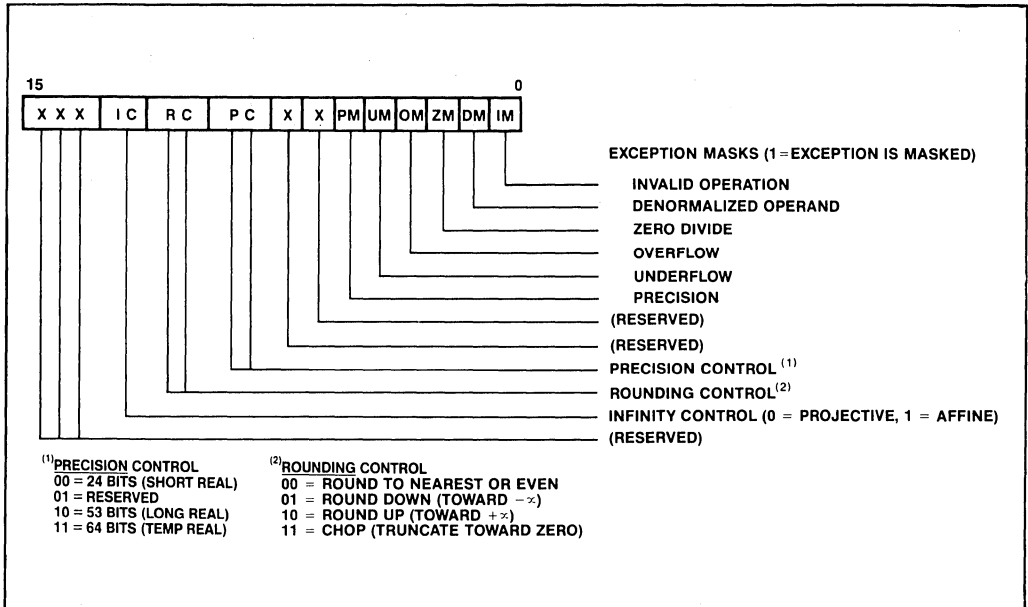 15 0
X X X I C R C P C X X PM UM OM ZM DM IM
EXCEPTION MASKS (1=EXCEPTION IS MASKED)
INVALID OPERATION
DENORMALIZED OPERAND
ZERO DIVIDE
OVERFLOW
UNDERFLOW
PRECISION
(RESERVED)
(RESERVED)
PRECISION CONTROL (1)
ROUNDING CONTROL(2)
INFINITY CONTROL (0 = PROJECTIVE, 1 = AFFINE)
(RESERVED)
(1)PRECISION CONTROL
00 = 24 BITS (SHORT REAL)
01 = RESERVED
10 = 53 BITS (LONG REAL)
11 = 64 BITS (TEMP REAL)
(2)ROUNDING CONTROL
00 = ROUND TO NEAREST OR EVEN
01 = ROUND DOWN (TOWARD −∝)
10 = ROUND UP (TOWARD +∝)
11 = CHOP (TRUNCATE TOWARD ZERO)